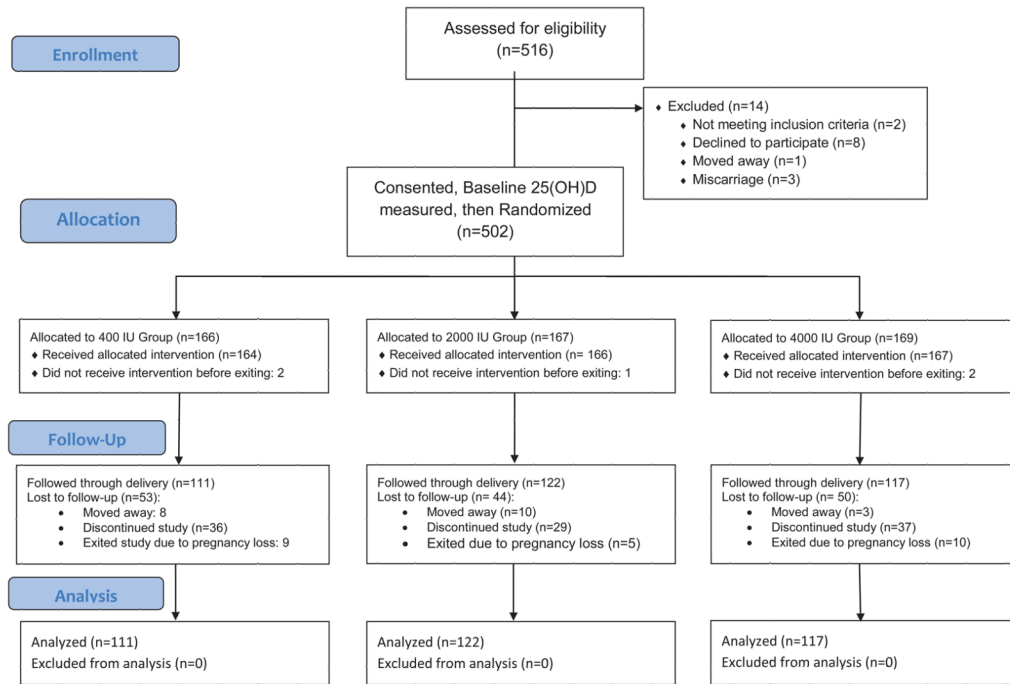 Enrollment
Assessed for eligibility
(n=516)
♦ Excluded (n=14)
♦ Not meeting inclusion criteria (n=2)
♦ Declined to participate (n=8)
♦ Moved away (n=1)
♦ Miscarriage (n=3)
Allocation
Consented, Baseline 25(OH)D
measured, then Randomized
(n=502)
Allocated to 400 IU Group (n=166)
♦ Received allocated intervention (n=164)
♦ Did not receive intervention before exiting: 2
Allocated to 2000 IU Group (n=167)
♦ Received allocated intervention (n= 166)
♦ Did not receive intervention before exiting: 1
Allocated to 4000 IU Group (n=169)
♦ Received allocated intervention (n=167)
♦ Did not receive intervention before exiting: 2
Follow-Up
Followed through delivery (n=111)
Lost to follow-up (n=53):
• Moved away: 8
• Discontinued study (n=36)
• Exited study due to pregnancy loss: 9
Followed through delivery (n=122)
Lost to follow-up (n= 44):
• Moved away (n=10)
• Discontinued study (n=29)
• Exited due to pregnancy loss (n=5)
Followed through delivery (n=117)
Lost to follow-up (n= 50):
• Moved away (n=3)
• Discontinued study (n=37)
• Exited due to pregnancy loss (n=10)
Analysis
Analyzed (n=111)
Excluded from analysis (n=0)
Analyzed (n=122)
Excluded from analysis (n=0)
Analyzed (n=117)
Excluded from analysis (n=0)